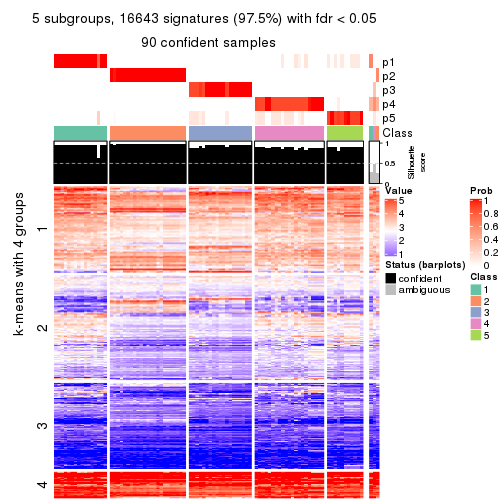 5 subgroups, 16643 signatures (97.5%) with fdr < 0.05
90 confident samples
p1
p2
p3
p4
p5
Class
1
0.5
0
Silhouette
score
k-means with 4 groups
1
2
3
4
Value
5
4
3
2
1
Status (barplots)
confident
ambiguous
Prob
1
0.8
0.6
0.4
0.2
0
Class
1
2
3
4
5